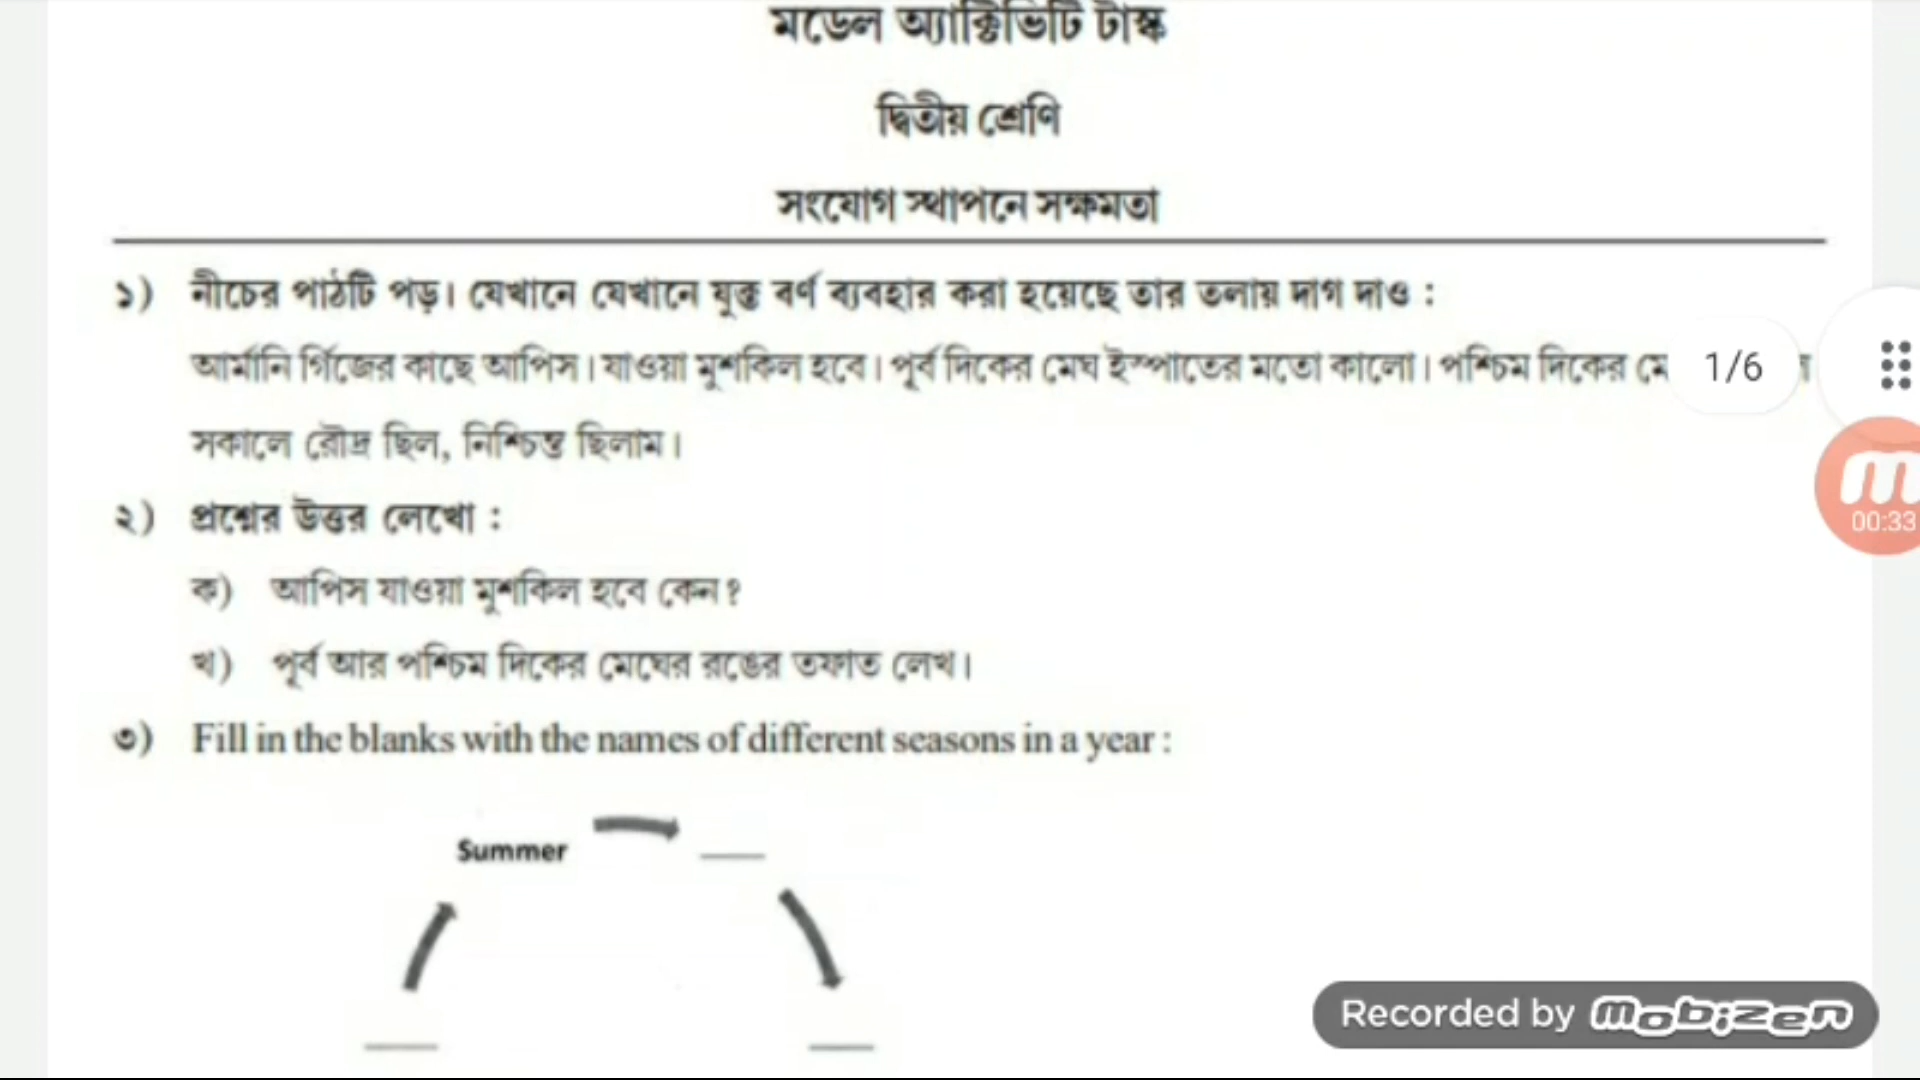 মডেল অ্যাক্টিভিটি টাস্ক
দ্বিতীয় শ্রেণি
সংযোগ স্থাপনে সক্ষমতা
১) নীচের পাঠটি পড়। যেখানে যেখানে যুক্ত বর্ণ ব্যবহার করা হয়েছে তার তলায় দাগ দাও :
আর্মানি র্গিজের কাছে আপিস। যাওয়া মুশকিল হবে। পূর্ব দিকের মেঘ ইস্পাতের মতো কালো। পশ্চিম দিকের
1/6
সকালে রৌদ্র ছিল, নিশ্চিন্ত ছিলাম।
00:33
২) প্রশ্নের উত্তর লেখো :
ক) আপিস যাওয়া মুশকিল হবে কেন?
খ) পূর্ব আর পশ্চিম দিকের মেঘের রঙের তফাত লেখ।
৩) Fill in the blanks with the names of different seasons in a year :
Summer
Recorded by Mobizen